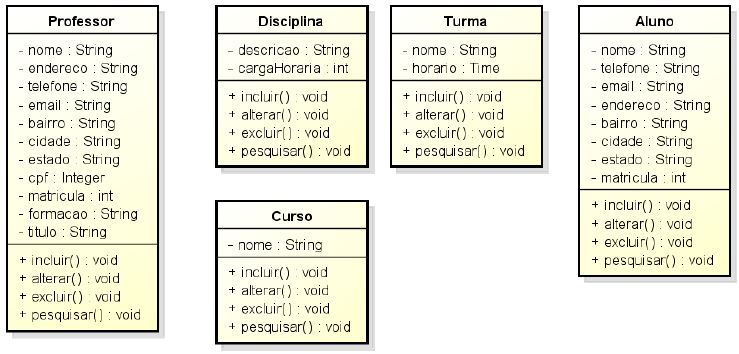 Professor
- nome : String
- endereco : String
- telefone : String
- email : String
- bairro : String
- cidade : String
- estado : String
- cpf : Integer
- matricula : int
- formacao : String
- titulo : String
+ incluir() : void
+ alterar() : void
+ excluir() : void
+ pesquisar() : void
Disciplina
- descricao : String
- cargaHoraria : int
+ incluir() : void
+ alterar() : void
+ excluir() : void
+ pesquisar() : void
Turma
- nome : String
- horario : Time
+ incluir() : void
+ alterar() : void
+ excluir() : void
+ pesquisar() : void
Aluno
- nome : String
- telefone : String
- email : String
- endereco : String
- bairro : String
- cidade : String
- estado : String
- matricula : int
+ incluir() : void
+ alterar() : void
+ excluir() : void
+ pesquisar() : void
Curso
- nome : String
+ incluir() : void
+ alterar() : void
+ excluir() : void
+ pesquisar() : void